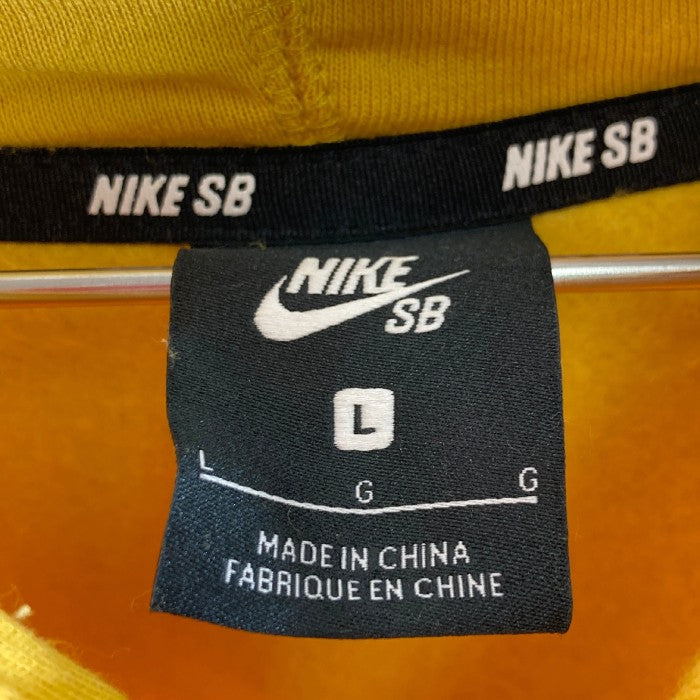 NIKE SB
NIKE SB
NIKE
SB
L
L G G
MADE IN CHINA
FABRIQUE EN CHINE